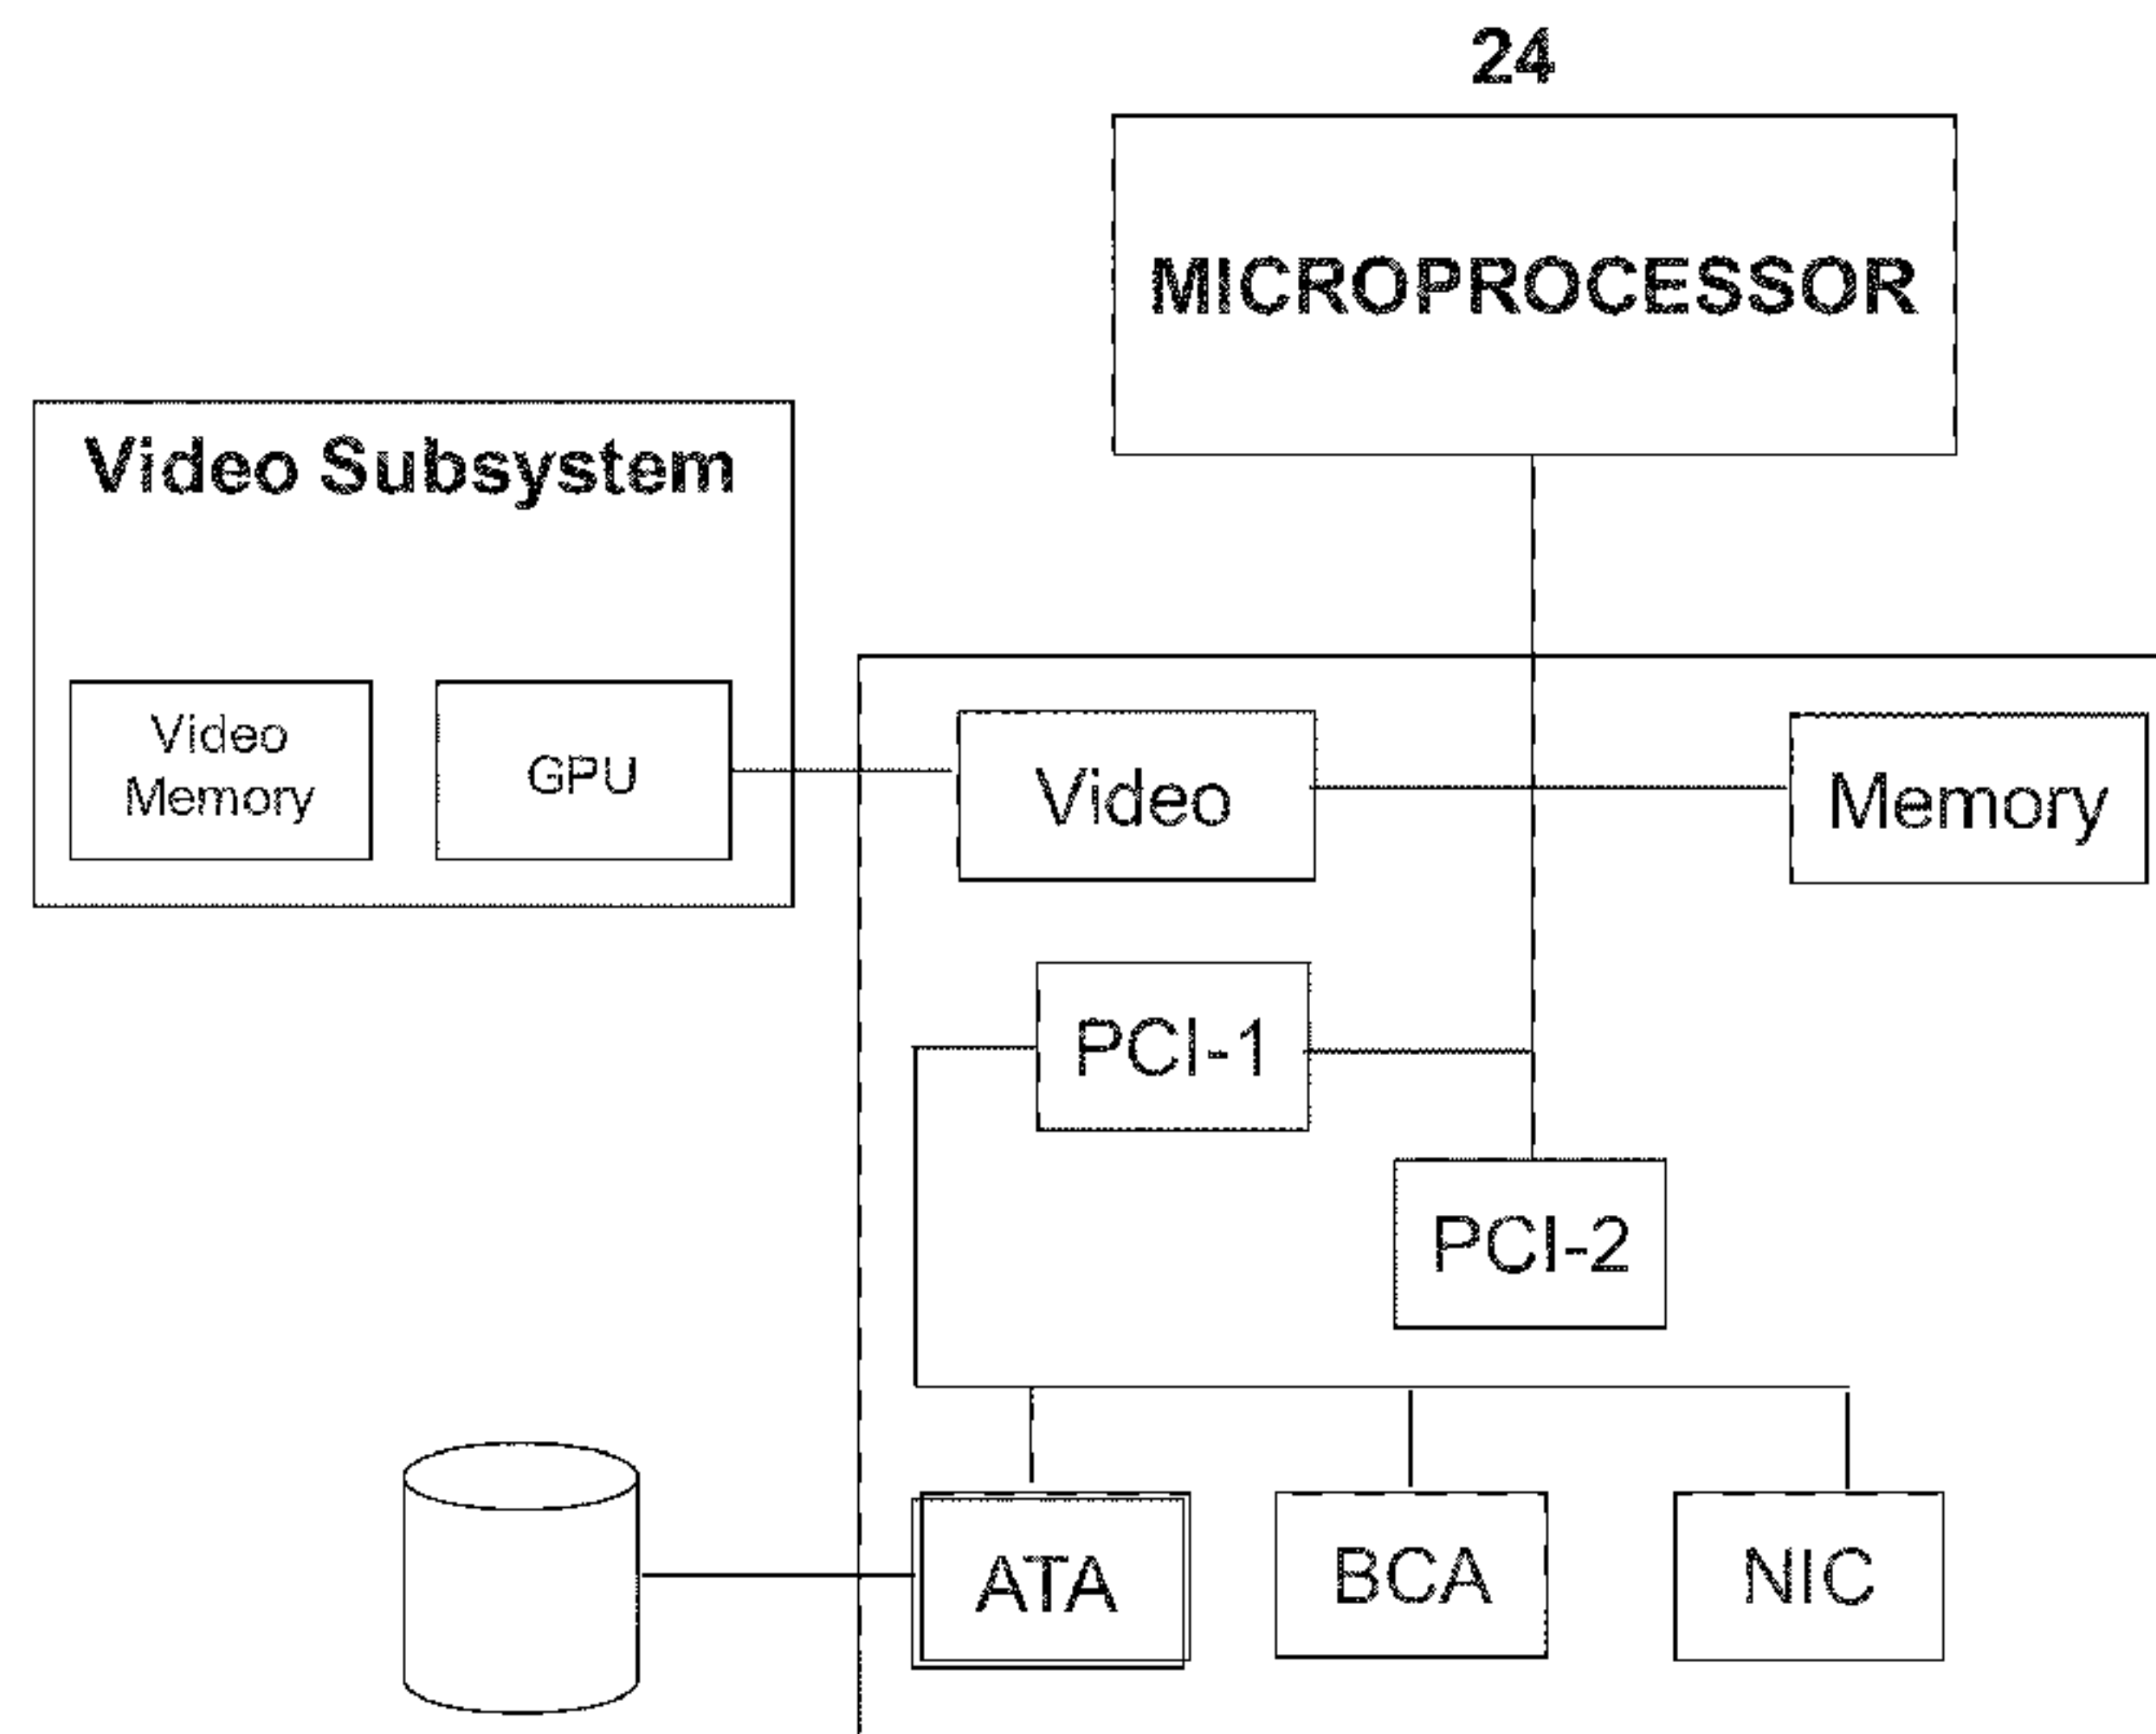 24
MICROPROCESSOR
Video Subsystem
Video
Memory
GPU
Video
Memory
PCI-1
PCI-2
ATA
BCA
NIC